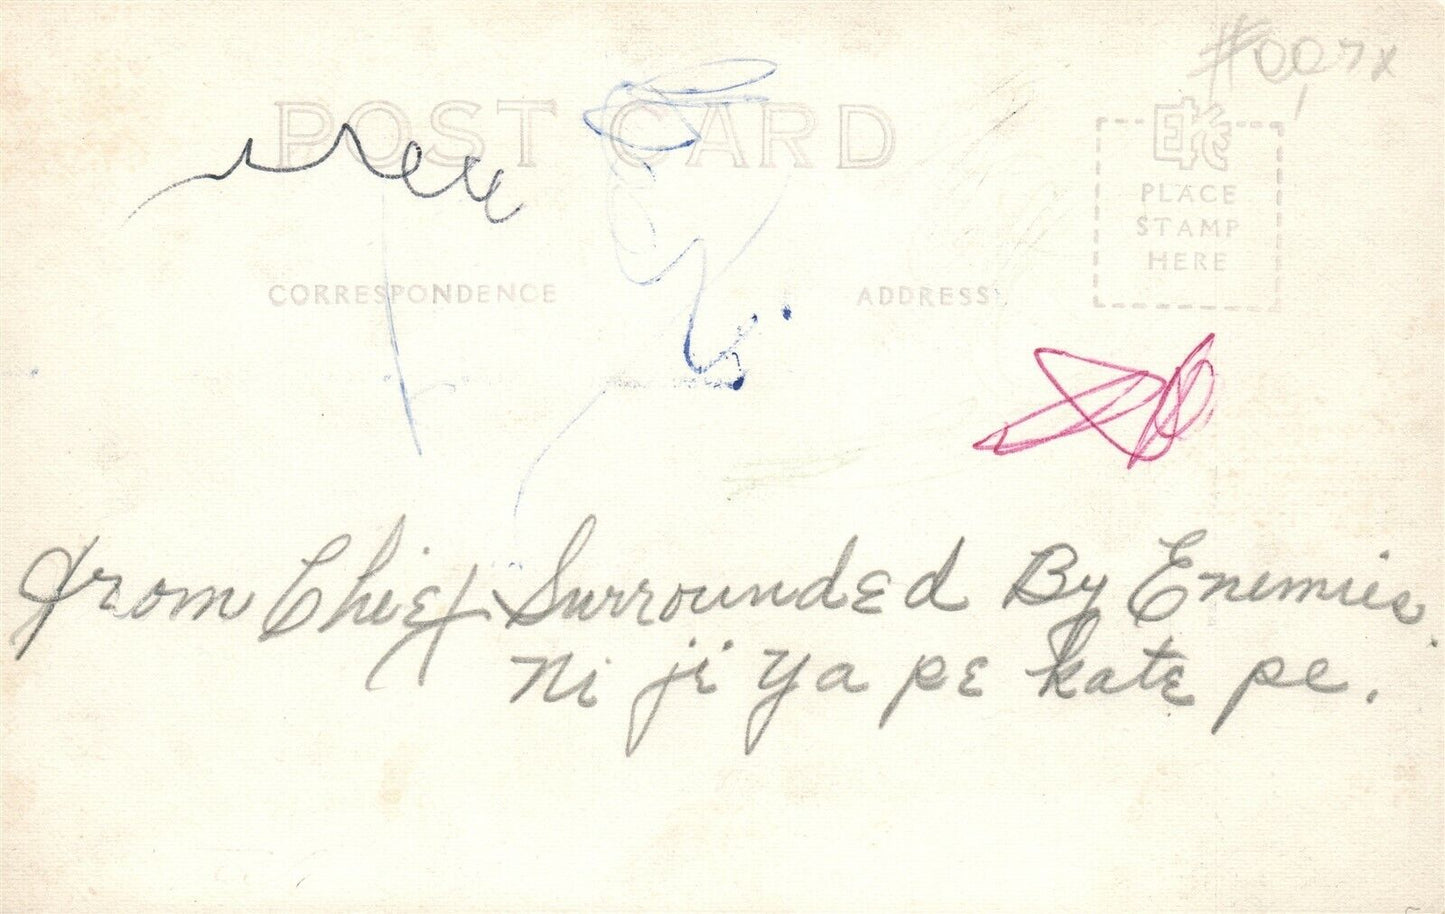 #007x
POST CARD
EKC
PLACE
STAMP
HERE
CORRESPONDENCE
ADDRESS
From Chief Surrounded By Enemies.
Ni ji ya pe kate pe.